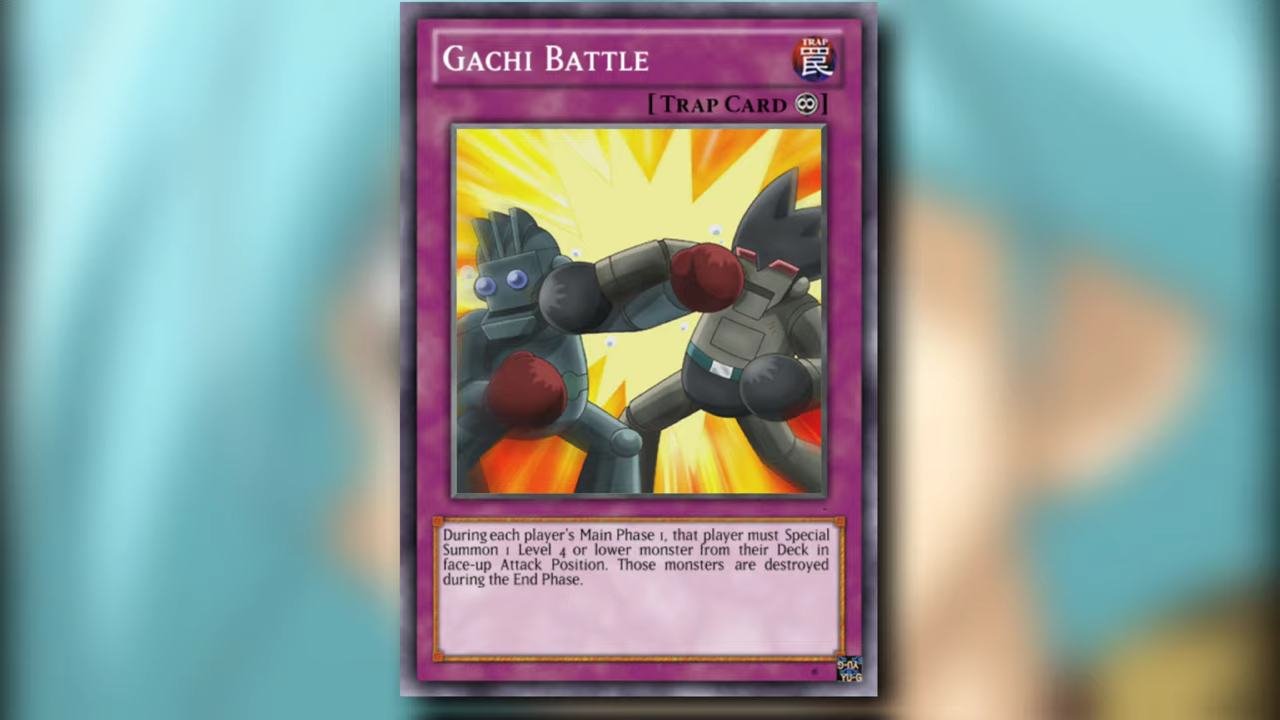 GACHI BATTLE
TRAP
罠
[ TRAP CARD ]
During each player's Main Phase 1, that player must Special
Summon 1 Level 4 or lower monster from their Deck in
face-up Attack Position. Those monsters are destroyed
during the End Phase.